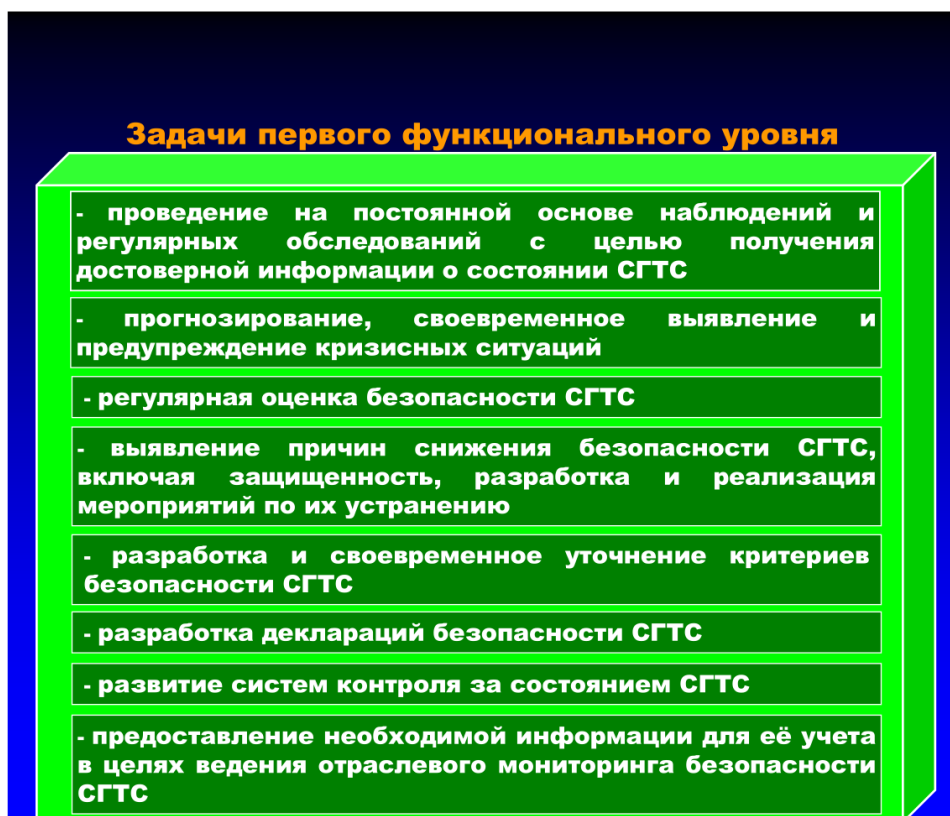 Задачи первого функционального уровня
- проведение на постоянной основе наблюдений и
регулярных обследований с целью получения
достоверной информации о состоянии СГТС
- прогнозирование, своевременное выявление и
предупреждение кризисных ситуаций
- регулярная оценка безопасности СГТС
- выявление причин снижения безопасности СГТС,
включая защищенность, разработка и реализация
мероприятий по их устранению
- разработка и своевременное уточнение критериев
безопасности СГТС
- разработка деклараций безопасности СГТС
- развитие систем контроля за состоянием СГТС
- предоставление необходимой информации для её учета
в целях ведения отраслевого мониторинга безопасности
СГТС